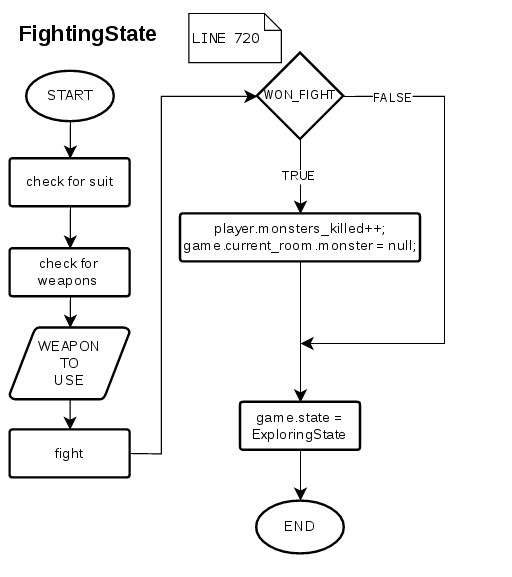 FightingState
LINE 720
START
check for suit
check for
weapons
WEAPON
TO
USE
fight
WON_FIGHT
FALSE
TRUE
player.monsters_killed++;
game.current_room.monster = null;
game.state =
ExploringState
END